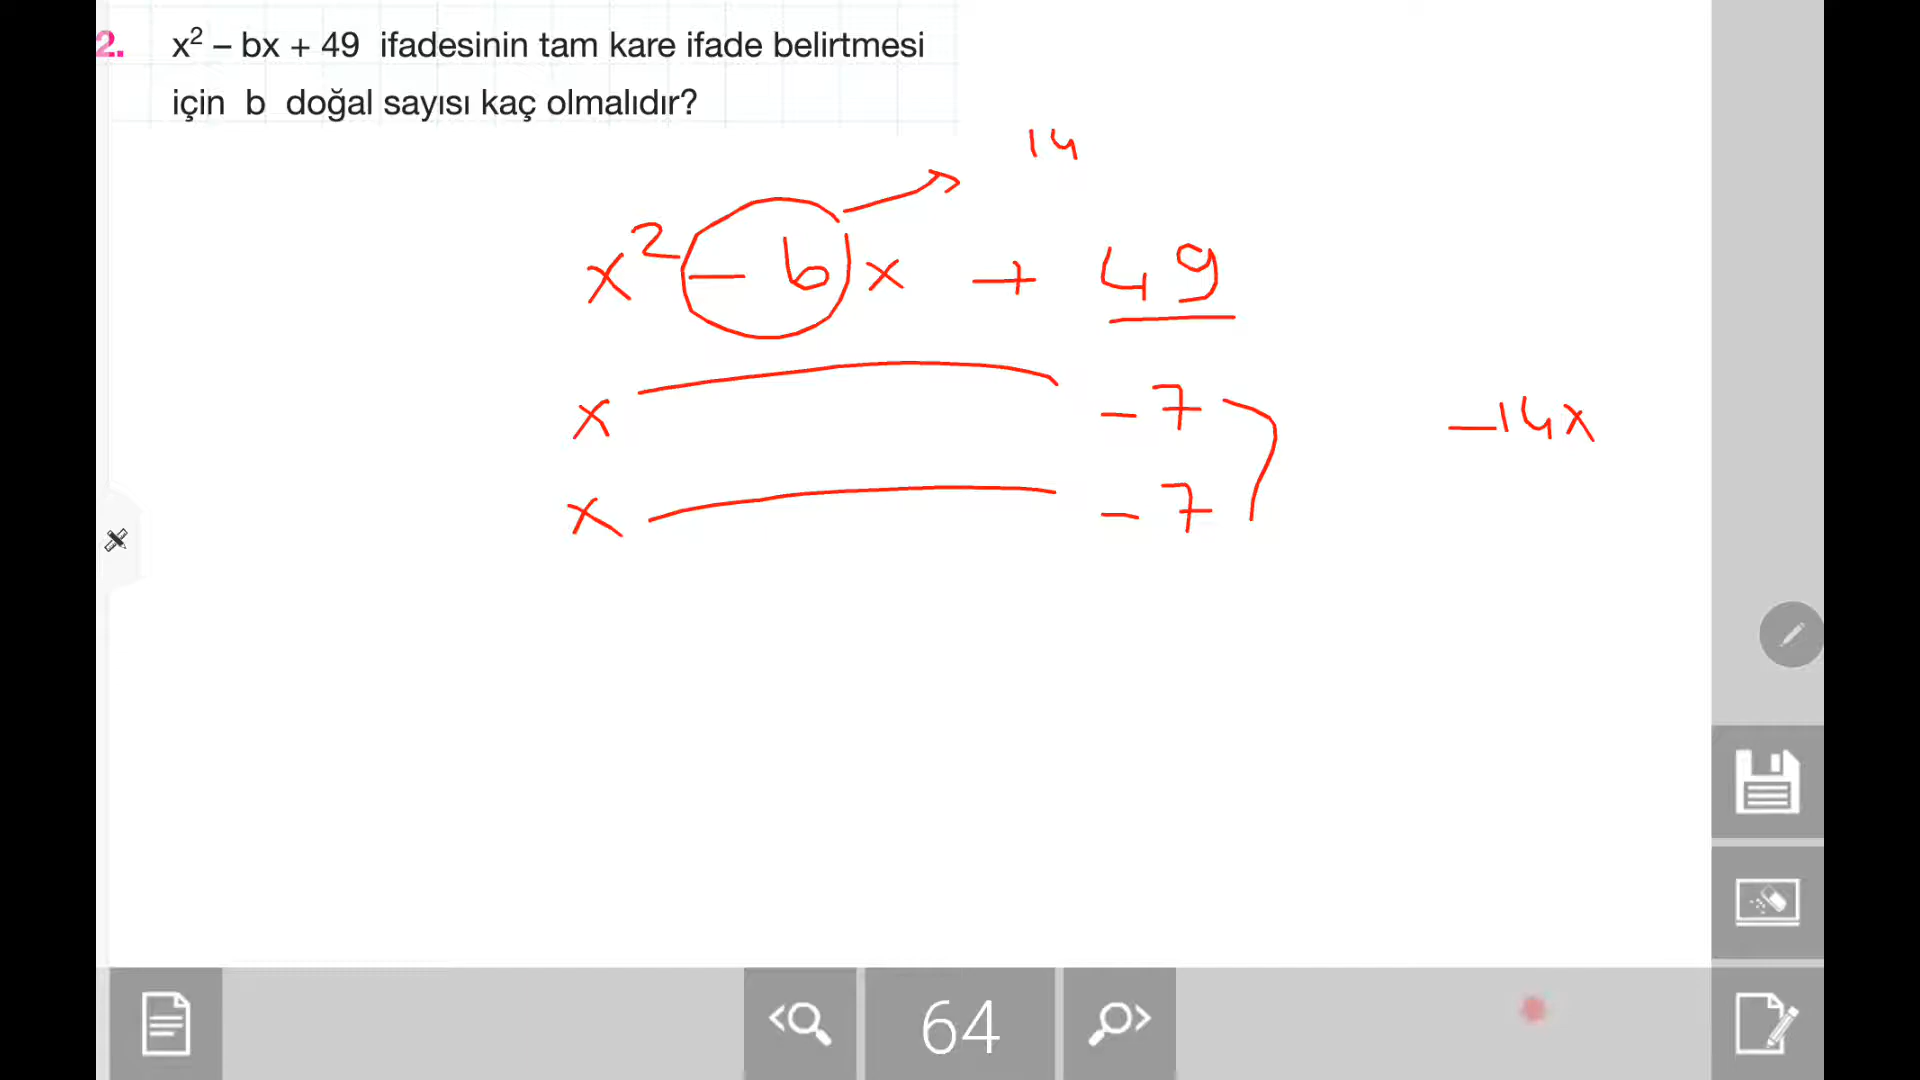 2. x² – bx + 49 ifadesinin tam kare ifade belirtmesi
için b doğal sayısı kaç olmalıdır?
14
x² – bx + 49
x – 7
– 14x
x – 7
64